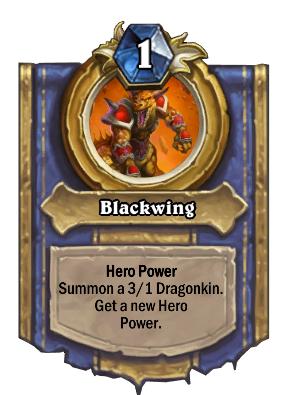 1
Blackwing
Hero Power
Summon a 3/1 Dragonkin.
Get a new Hero
Power.